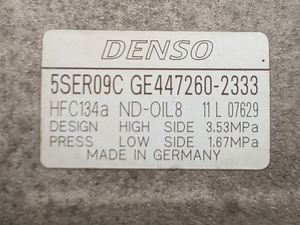 DENSO
5SER09C GE447260-2333
HFC134a ND-OIL8 11 L 07629
DESIGN HIGH SIDE 3.53MPa
PRESS LOW SIDE 1.67MPa
MADE IN GERMANY